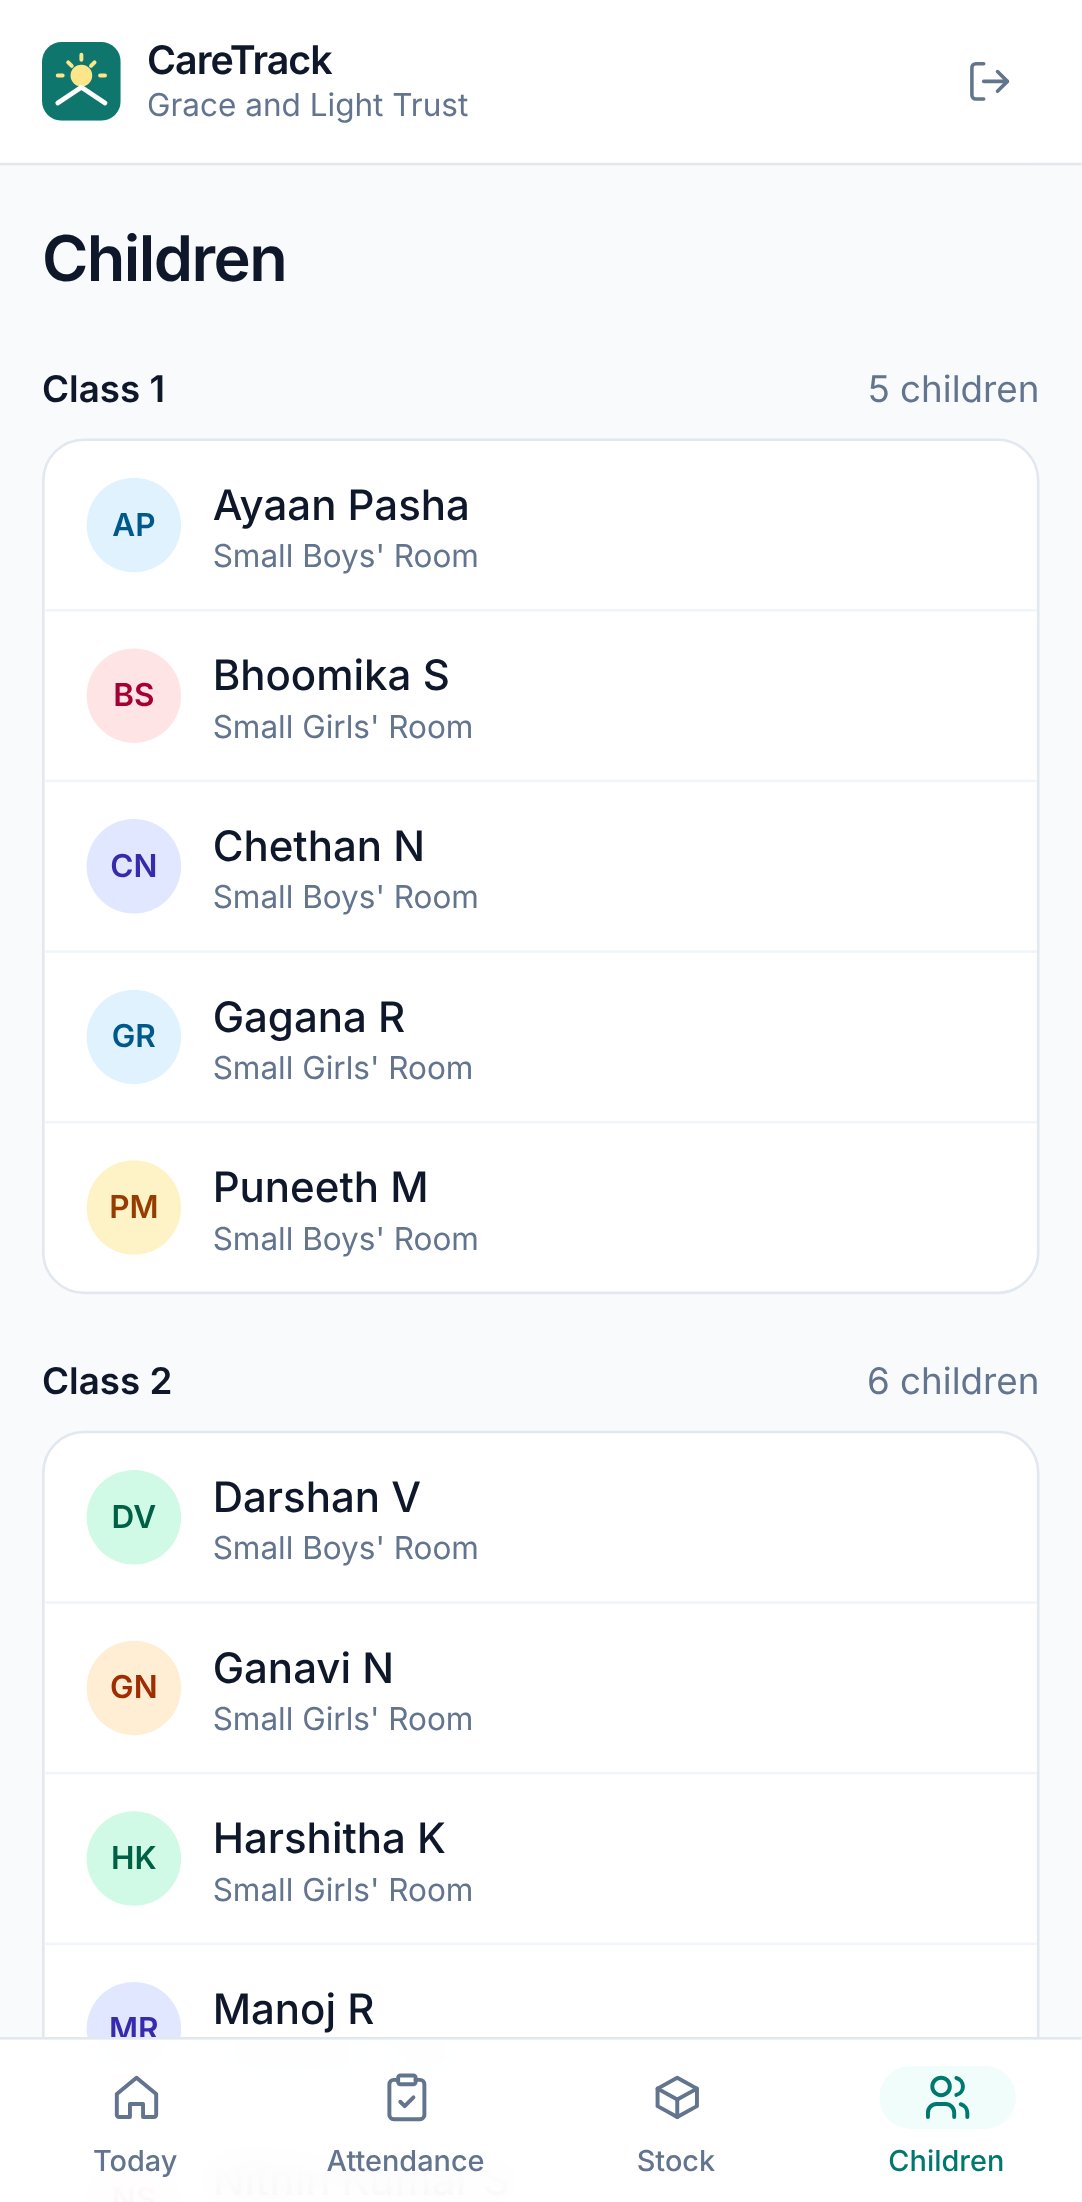 CareTrack
Grace and Light Trust
Children
Class 1
5 children
AP
Ayaan Pasha
Small Boys' Room
BS
Bhoomika S
Small Girls' Room
CN
Chethan N
Small Boys' Room
GR
Gagana R
Small Girls' Room
PM
Puneeth M
Small Boys' Room
Class 2
6 children
DV
Darshan V
Small Boys' Room
GN
Ganavi N
Small Girls' Room
HK
Harshitha K
Small Girls' Room
MR
Manoj R
Today
Attendance
Stock
Children
NS
Nithin Kumar S